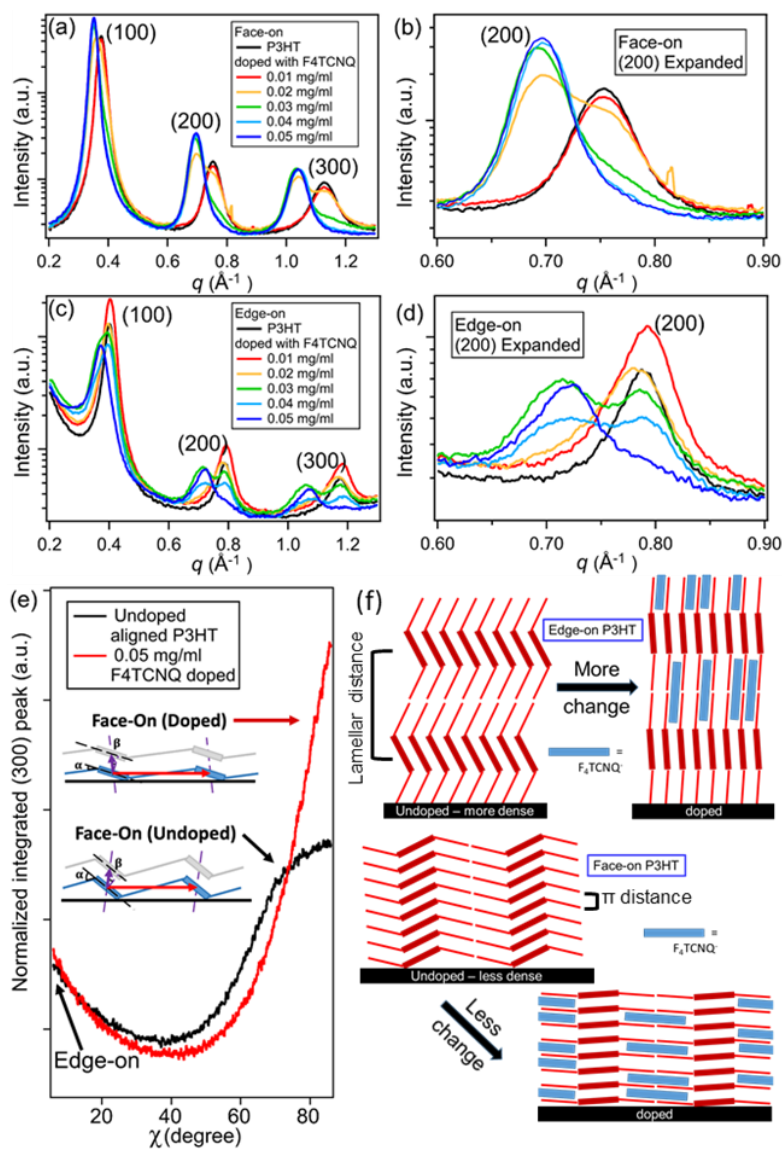 (a)
(100)
Face-on
P3HT
doped with F4TCNQ
0.01 mg/ml
0.02 mg/ml
0.03 mg/ml
0.04 mg/ml
0.05 mg/ml
(200)
(300)
Intensity (a.u.)
0.2 0.4 0.6 0.8 1.0 1.2
q (Å-1)
(b)
(200)
Face-on
(200) Expanded
Intensity (a.u.)
0.60 0.70 0.80 0.90
q (Å-1)
(c)
(100)
Edge-on
P3HT
doped with F4TCNQ
0.01 mg/ml
0.02 mg/ml
0.03 mg/ml
0.04 mg/ml
0.05 mg/ml
(200)
(300)
Intensity (a.u.)
0.2 0.4 0.6 0.8 1.0 1.2
q (Å-1)
(d)
(200)
Edge-on
(200) Expanded
Intensity (a.u.)
0.60 0.70 0.80 0.90
q (Å-1)
(e)
Undoped
aligned P3HT
0.05 mg/ml
F4TCNQ doped
Face-On (Doped)
β
α
Face-On (Undoped)
β
α
Edge-on
Normalized integrated (300) peak (a.u.)
20 40 60 80
χ(degree)
(f)
Lamellar distance
Edge-on P3HT
More
change
=
F4TCNQ-
Undoped – more dense
doped
Face-on P3HT
π distance
=
F4TCNQ-
Undoped – less dense
Less
change
doped